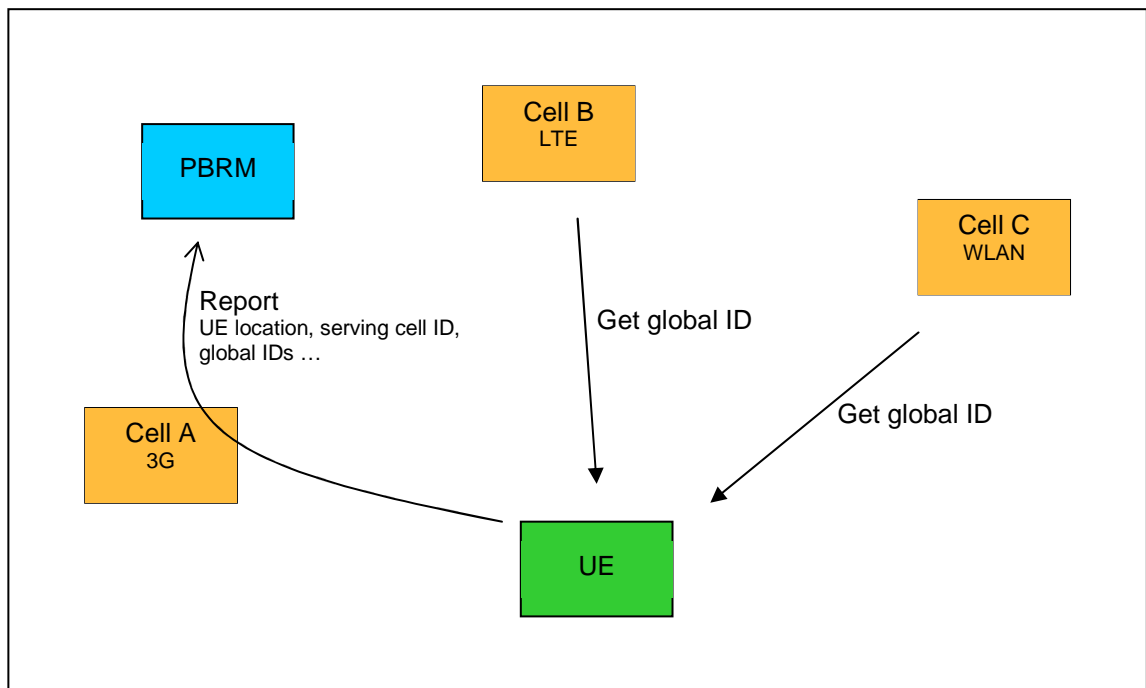 Cell B
LTE
PBRM
Cell C
WLAN
Report
UE location, serving cell ID,
global IDs …
Get global ID
Get global ID
Cell A
3G
UE